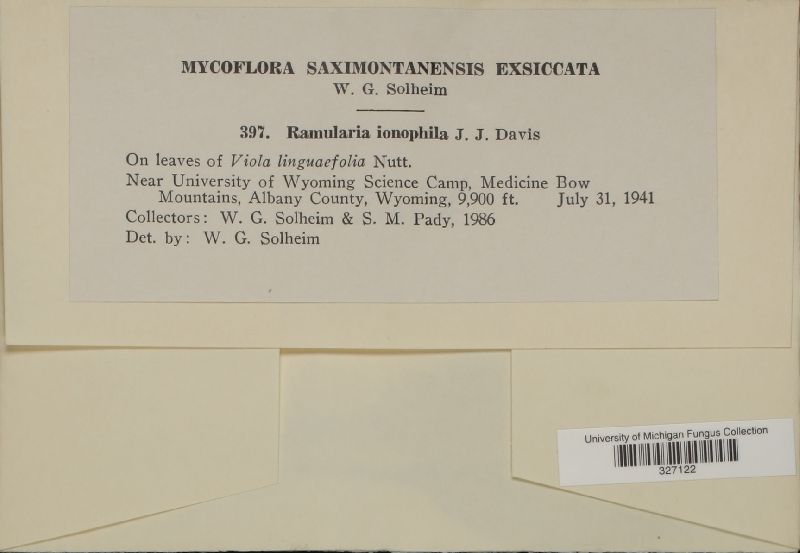 MYCOFLORA SAXIMONTANENSIS EXSICCATA
W. G. Solheim
397. Ramularia ionophila J. J. Davis
On leaves of Viola linguaefolia Nutt.
Near University of Wyoming Science Camp, Medicine Bow
Mountains, Albany County, Wyoming, 9,900 ft. July 31, 1941
Collectors: W. G. Solheim & S. M. Pady, 1986
Det. by: W. G. Solheim
University of Michigan Fungus Collection
327122